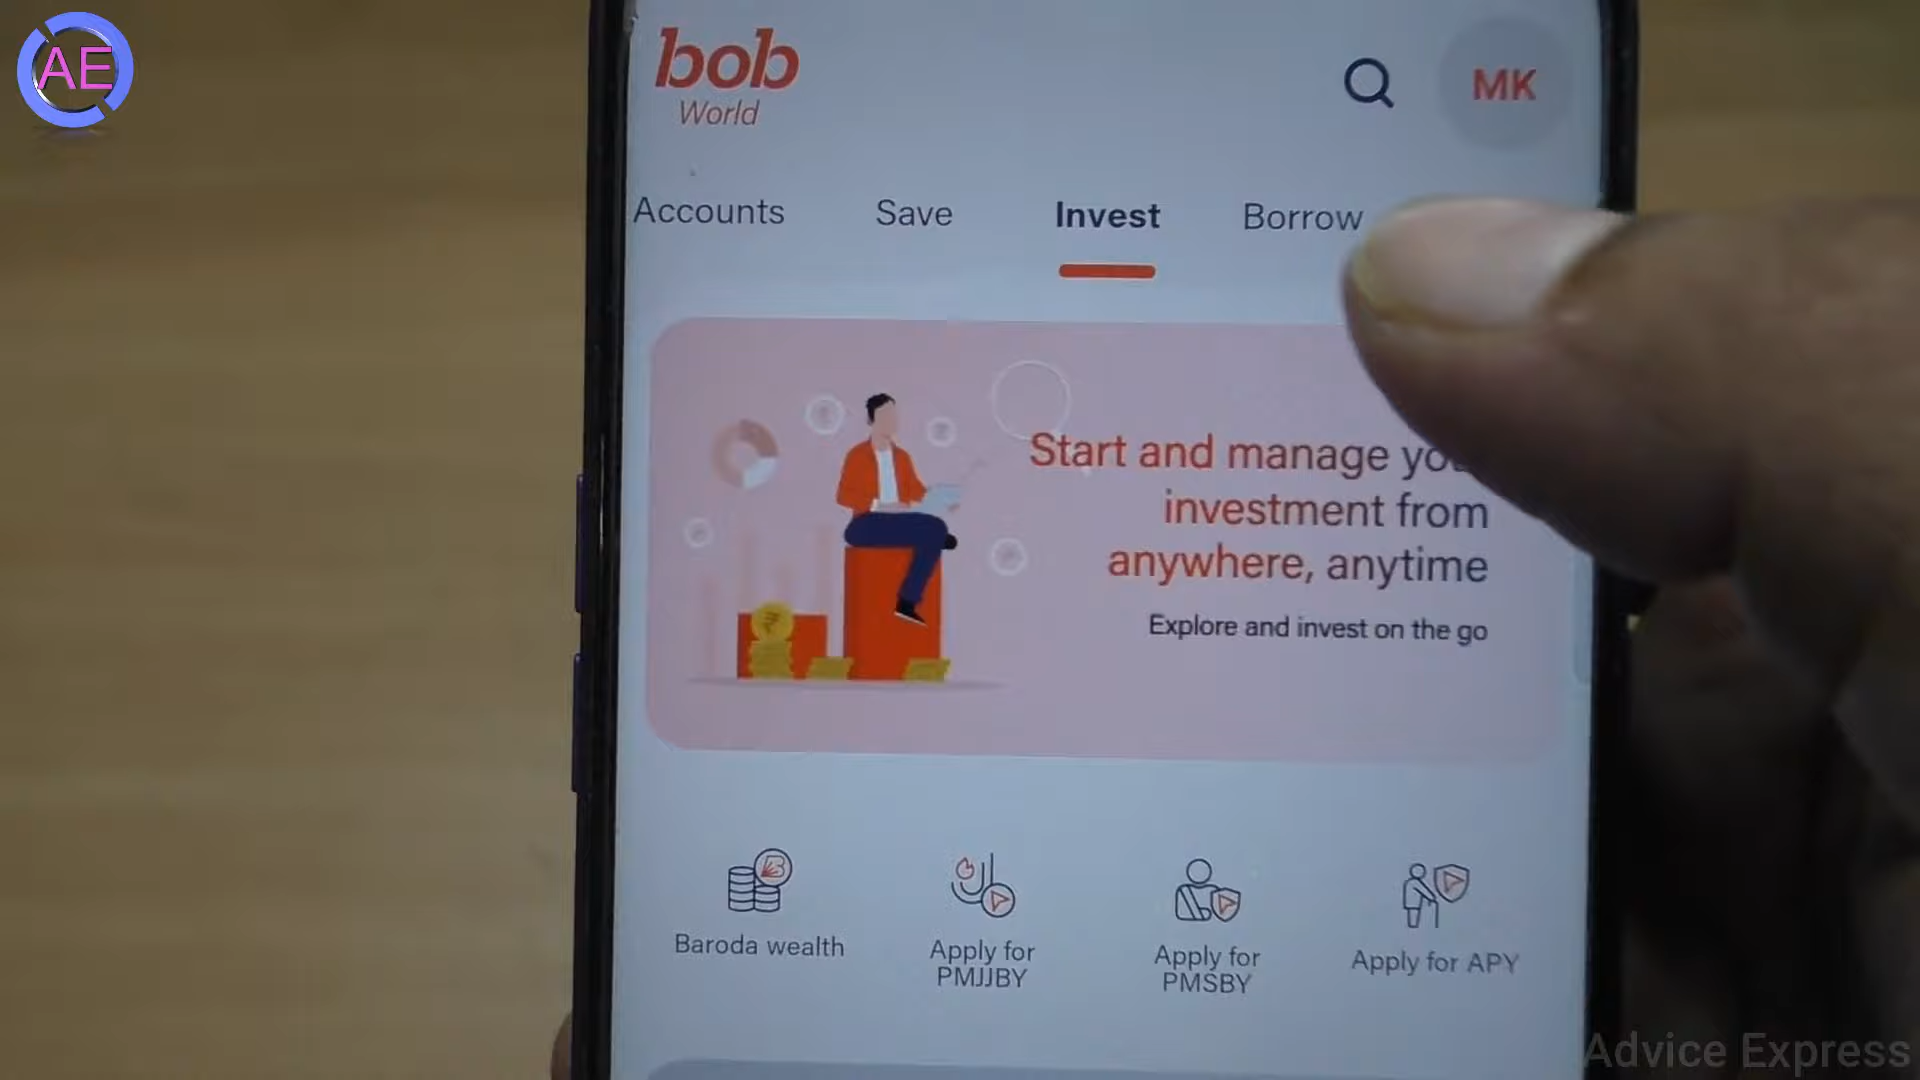 AE
bob
World
MK
Accounts Save Invest Borrow
Start and manage
investment from
anywhere, anytime
Explore and invest on the go
Baroda wealth
Apply for
PMJJBY
Apply for
PMSBY
Apply for APY
Advice Express